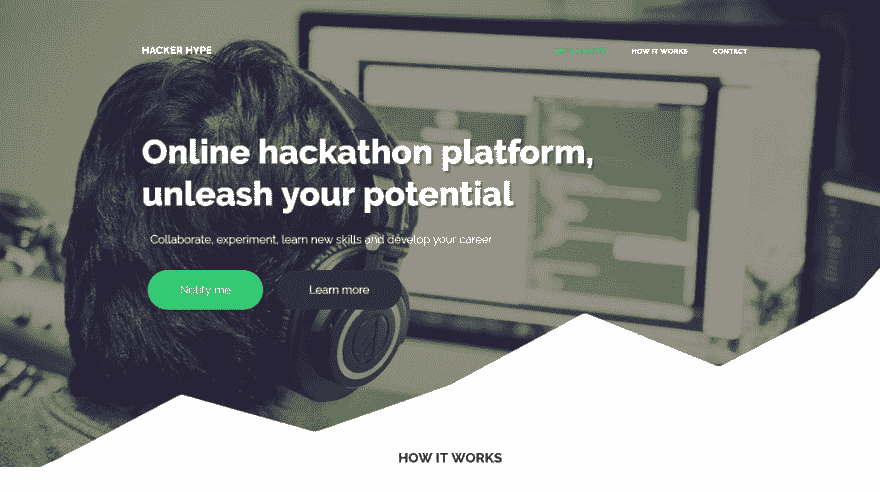 HACKER HYPE
HOW IT WORKS
CONTACT
Online hackathon platform,
unleash your potential
Collaborate, experiment, learn new skills and develop your career
Notify me
Learn more
HOW IT WORKS